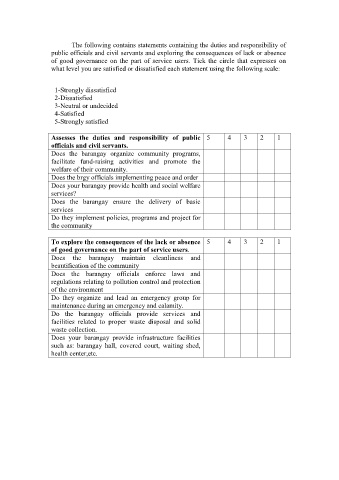 The following contains statements containing the duties and responsibility of
public officials and civil servants and exploring the consequences of lack or absence
of good governance on the part of service users. Tick the circle that expresses on
what level you are satisfied or dissatisfied each statement using the following scale:
1-Strongly dissatisfied
2-Dissatisfied
3-Neutral or undecided
4-Satisfied
5-Strongly satisfied
Assesses the duties and responsibility of public 5 4 3 2 1
officials and civil servants.
Does the barangay organize community programs,
facilitate fund-raising activities and promote the
welfare of their community.
Does the brgy officials implementing peace and order
Does your barangay provide health and social welfare
services?
Does the barangay ensure the delivery of basic
services
Do they implement policies, programs and project for
the community
To explore the consequences of the lack or absence 5 4 3 2 1
of good governance on the part of service users.
Does the barangay maintain cleanliness and
beautification of the community
Does the barangay officials enforce laws and
regulations relating to pollution control and protection
of the environment
Do they organize and lead an emergency group for
maintenance during an emergency and calamity.
Do the barangay officials provide services and
facilities related to proper waste disposal and solid
waste collection.
Does your barangay provide infrastructure facilities
such as: barangay hall, covered court, waiting shed,
health center,etc.